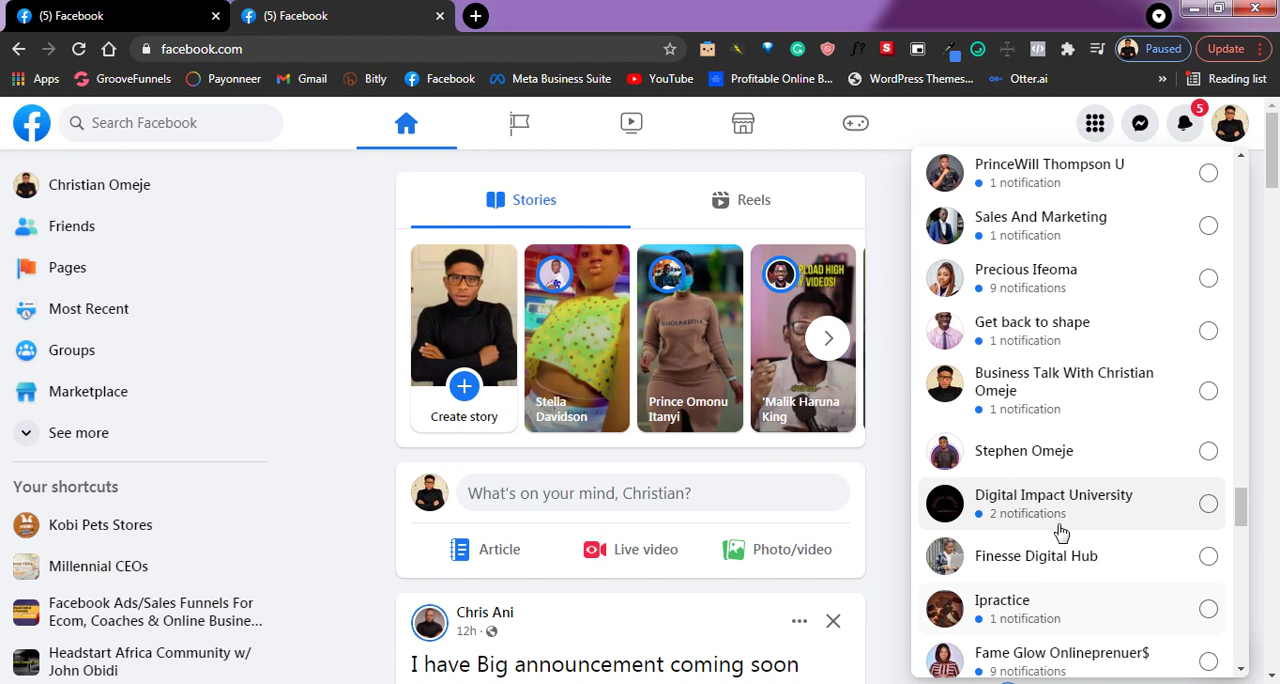 (5) Facebook
(5) Facebook
facebook.com
Paused
Update
Apps
GrooveFunnels
Payonneer
Gmail
Bitly
Facebook
Meta Business Suite
YouTube
Profitable Online B...
WordPress Themes...
Otter.ai
»
Reading list
Search Facebook
5
Christian Omeje
Friends
Pages
Most Recent
Groups
Marketplace
See more
Your shortcuts
Kobi Pets Stores
Millennial CEOs
Facebook Ads/Sales Funnels For
Ecom, Coaches & Online Busine...
Headstart Africa Community w/
John Obidi
Stories
Reels
Create story
Stella
Davidson
Prince Omonu
Itanyi
PLOAD HIGH
Y VIDEOS!
'Malik Haruna
King
What's on your mind, Christian?
Article
Live video
Photo/video
Chris Ani
12h ·
I have Big announcement coming soon
PrinceWill Thompson U
1 notification
Sales And Marketing
1 notification
Precious Ifeoma
9 notifications
Get back to shape
1 notification
Business Talk With Christian
Omeje
1 notification
Stephen Omeje
Digital Impact University
2 notifications
Finesse Digital Hub
Ipractice
1 notification
Fame Glow Onlineprenuer$
9 notifications